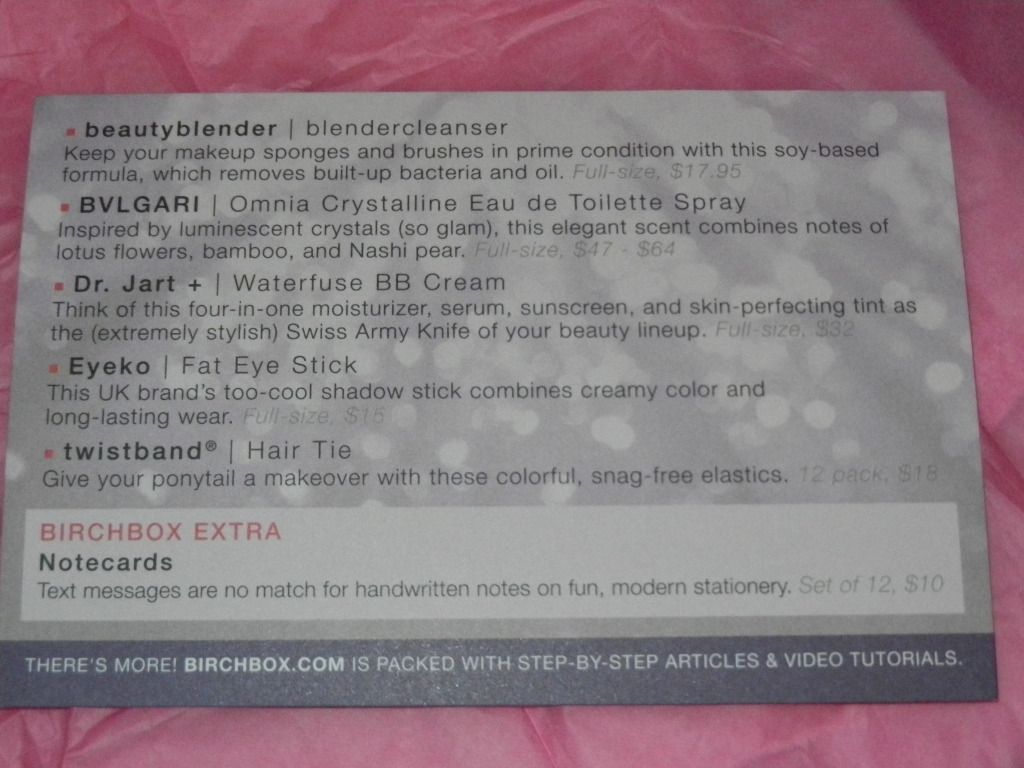 ▪ beautyblender | blendercleanser
Keep your makeup sponges and brushes in prime condition with this soy-based
formula, which removes built-up bacteria and oil. Full-size, $17.95
▪ BVLGARI | Omnia Crystalline Eau de Toilette Spray
Inspired by luminescent crystals (so glam), this elegant scent combines notes of
lotus flowers, bamboo, and Nashi pear. Full-size, $47 - $64
▪ Dr. Jart + | Waterfuse BB Cream
Think of this four-in-one moisturizer, serum, sunscreen, and skin-perfecting tint as
the (extremely stylish) Swiss Army Knife of your beauty lineup. Full-size, $32
▪ Eyeko | Fat Eye Stick
This UK brand's too-cool shadow stick combines creamy color and
long-lasting wear. Full-size, $16
▪ twistband® | Hair Tie
Give your ponytail a makeover with these colorful, snag-free elastics. 12 pack, $18
BIRCHBOX EXTRA
Notecards
Text messages are no match for handwritten notes on fun, modern stationery. Set of 12, $10
THERE'S MORE! BIRCHBOX.COM IS PACKED WITH STEP-BY-STEP ARTICLES & VIDEO TUTORIALS.